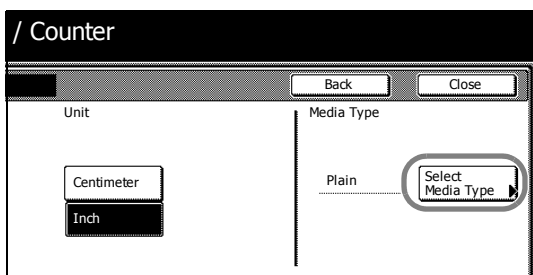 / Counter
Back
Close
Unit
Media Type
Centimeter
Inch
Plain
Select
Media Type